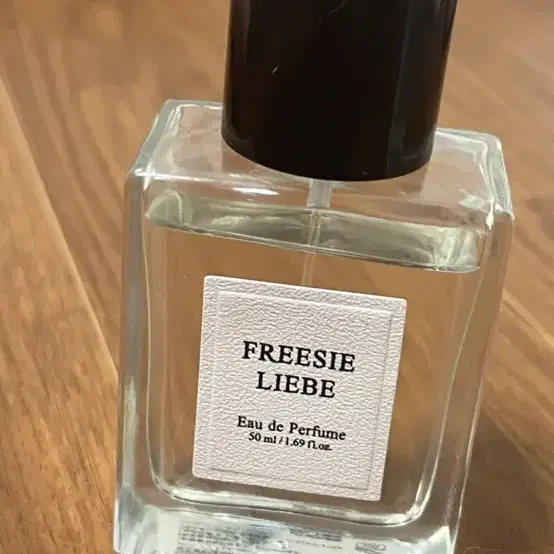 FREESIE
LIEBE
Eau de Perfume
50 ml / 1.69 fl.oz.